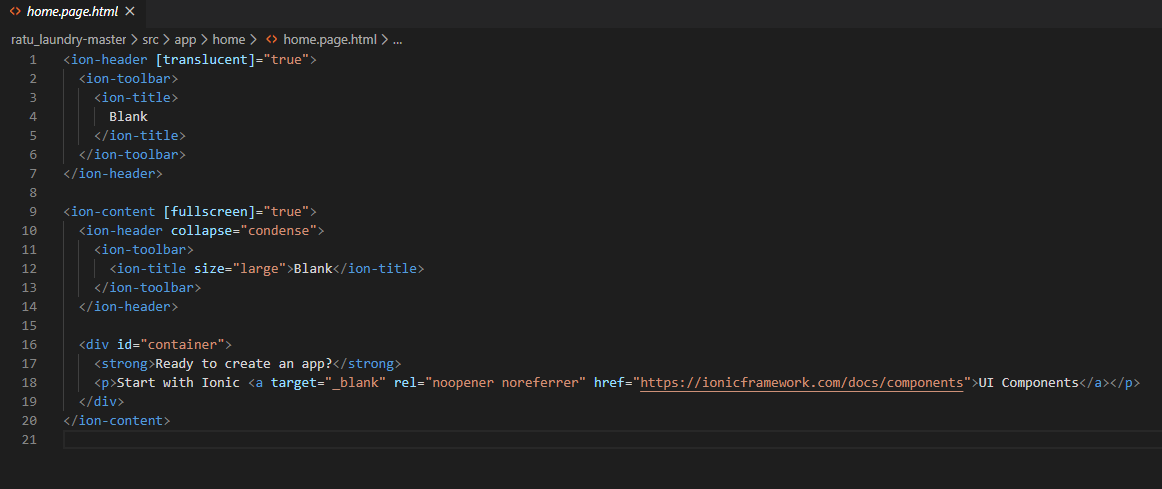 <> home.page.html ×
ratu_laundry-master > src > app > home > <> home.page.html > ...
1 <ion-header [translucent]="true">
2   <ion-toolbar>
3     <ion-title>
4       Blank
5     </ion-title>
6   </ion-toolbar>
7 </ion-header>
8
9 <ion-content [fullscreen]="true">
10   <ion-header collapse="condense">
11     <ion-toolbar>
12       <ion-title size="large">Blank</ion-title>
13     </ion-toolbar>
14   </ion-header>
15
16   <div id="container">
17     <strong>Ready to create an app?</strong>
18     <p>Start with Ionic <a target="_blank" rel="noopener noreferrer" href="https://ionicframework.com/docs/components">UI Components</a></p>
19   </div>
20 </ion-content>
21